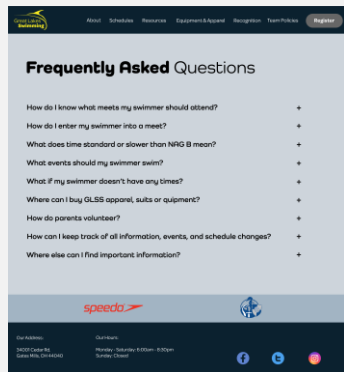 Great Lakes
Swimming
About Schedules Resources Equipment & Apparel Recognition Team Policies Register
Frequently Asked Questions
How do I know what meets my swimmer should attend? +
How do I enter my swimmer into a meet? +
What does time standard or slower than NAG B mean? +
What events should my swimmer swim? +
What if my swimmer doesn't have any times? +
Where can I buy GLSS apparel, suits or quipment? +
How do parents volunteer? +
How can I keep track of all information, events, and schedule changes? +
Where else can I find important information? +
speedo
Our Address: Our Hours:
Monday - Saturday: 6:00am - 8:30pm
Gates Mills, OH 44040 Sunday: Closed